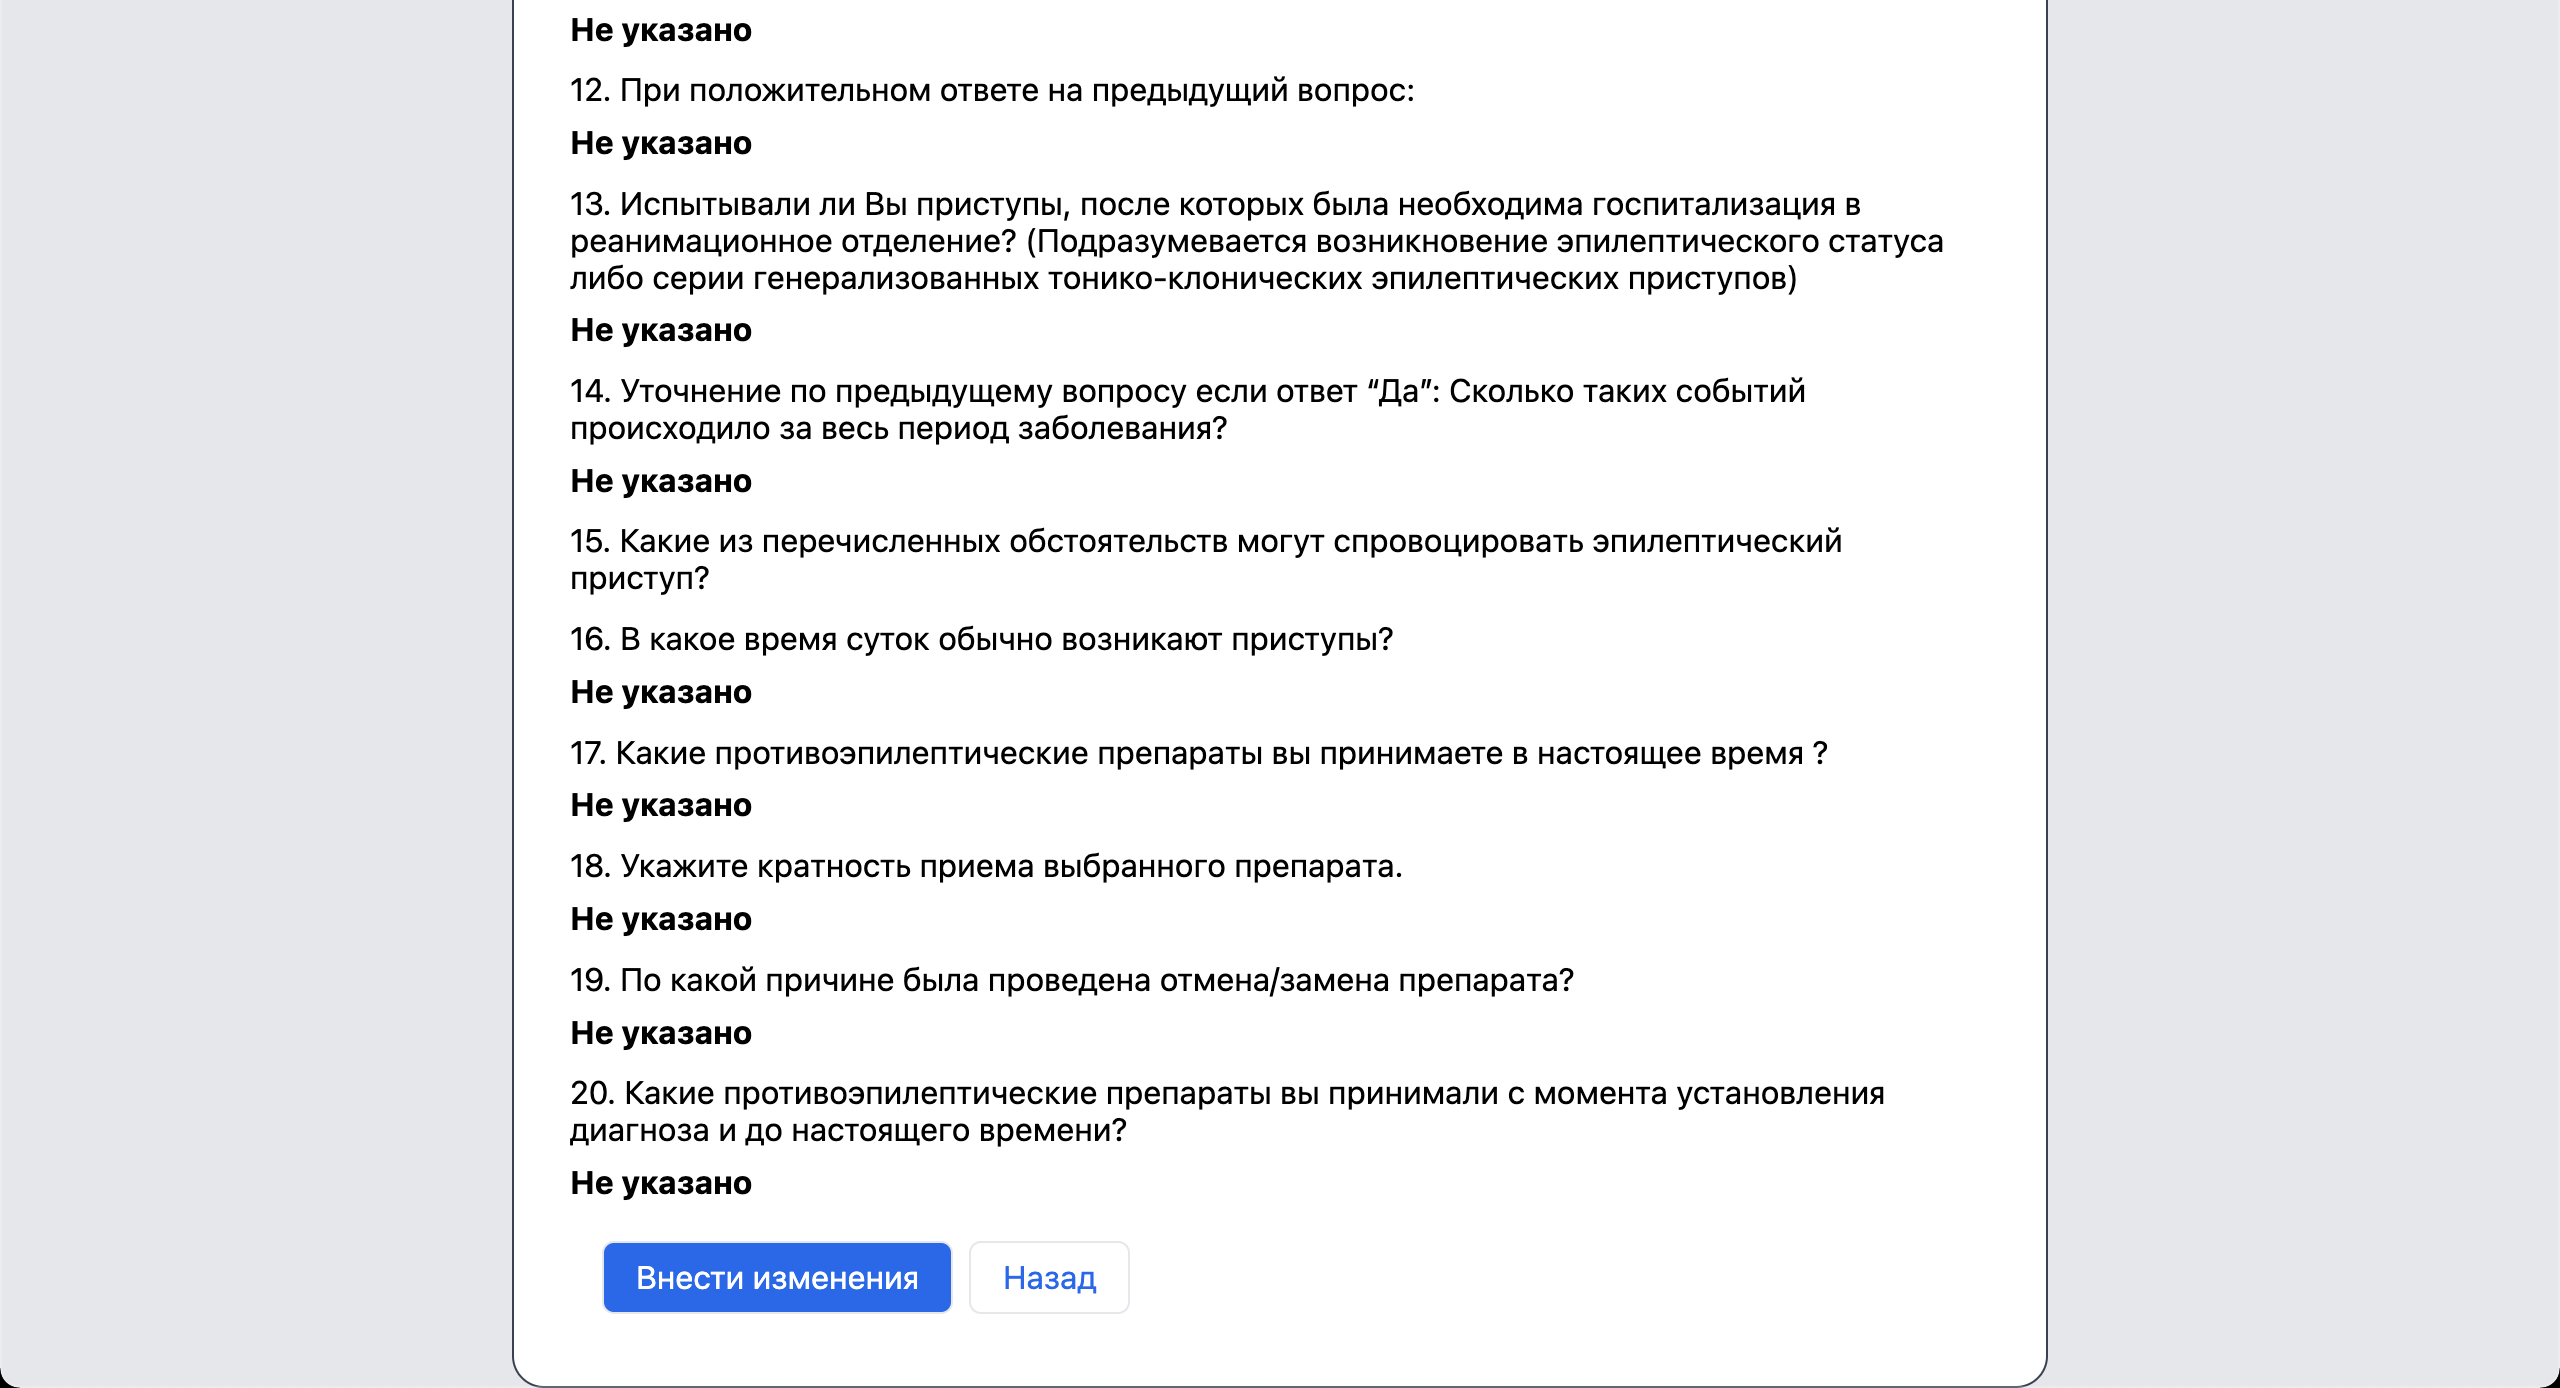 Не указано
12. При положительном ответе на предыдущий вопрос:
Не указано
13. Испытывали ли Вы приступы, после которых была необходима госпитализация в
реанимационное отделение? (Подразумевается возникновение эпилептического статуса
либо серии генерализованных тонико-клонических эпилептических приступов)
Не указано
14. Уточнение по предыдущему вопросу если ответ “Да”: Сколько таких событий
происходило за весь период заболевания?
Не указано
15. Какие из перечисленных обстоятельств могут спровоцировать эпилептический
приступ?
16. В какое время суток обычно возникают приступы?
Не указано
17. Какие противоэпилептические препараты вы принимаете в настоящее время ?
Не указано
18. Укажите кратность приема выбранного препарата.
Не указано
19. По какой причине была проведена отмена/замена препарата?
Не указано
20. Какие противоэпилептические препараты вы принимали с момента установления
диагноза и до настоящего времени?
Не указано
Внести изменения Назад